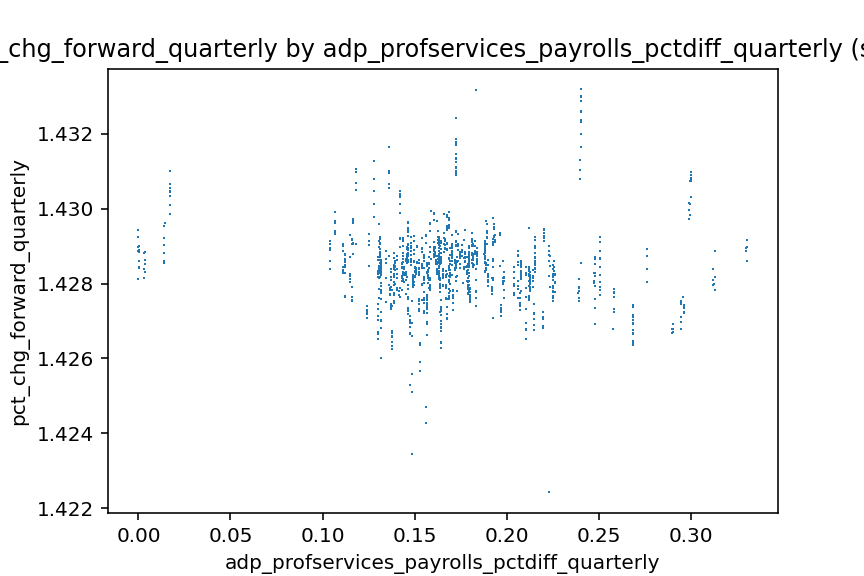 _chg_forward_quarterly by adp_profservices_payrolls_pctdiff_quarterly (s
1.432
1.430
1.428
1.426
1.424
1.422
pct_chg_forward_quarterly
0.00 0.05 0.10 0.15 0.20 0.25 0.30
adp_profservices_payrolls_pctdiff_quarterly